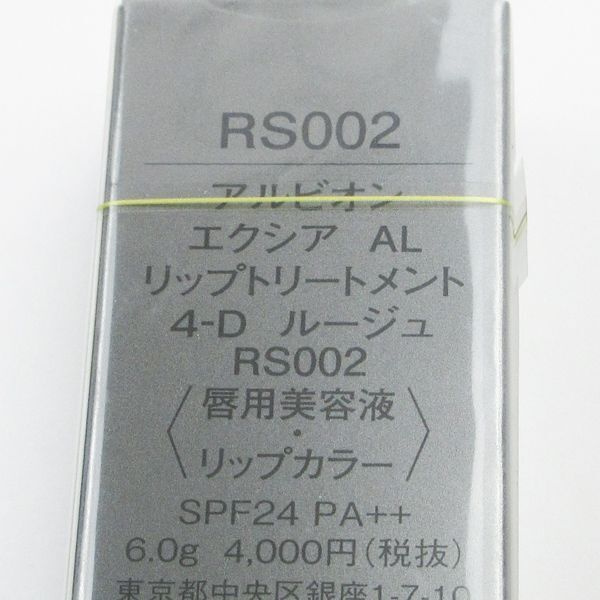 RS002
アルビオン
エクシア AL
リップトリートメント
4-D ルージュ
RS002
〈唇用美容液・リップカラー〉
SPF24 PA++
6.0g 4,000円(税抜)
東京都中央区銀座1-7-10